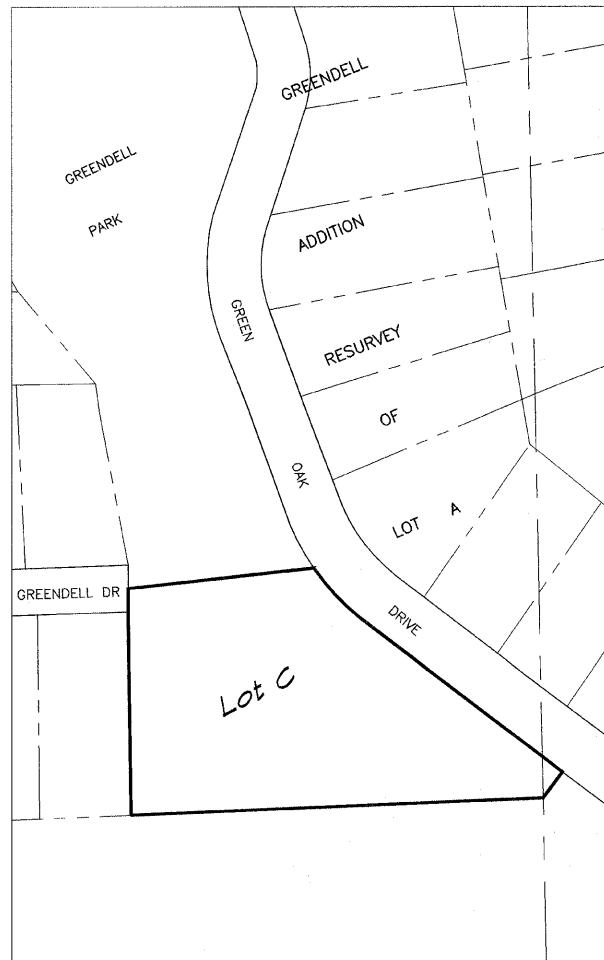 GREENDELL
PARK
GREENDELL
ADDITION
RESURVEY
OF
LOT A
GREEN
OAK
DRIVE
GREENDELL DR
Lot C